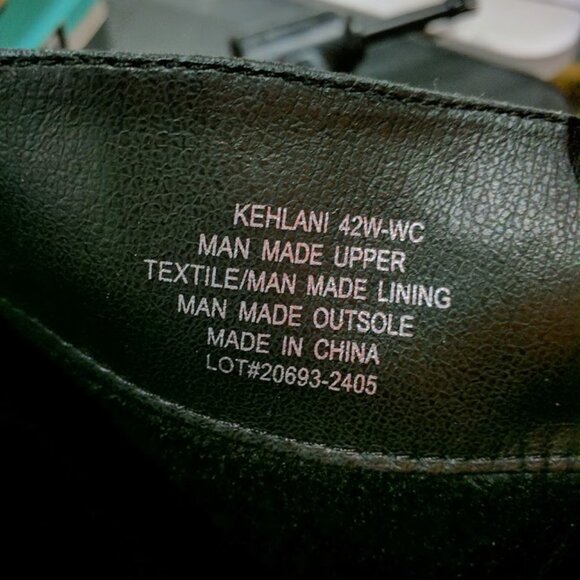 KEHLANI 42W-WC
MAN MADE UPPER
TEXTILE/MAN MADE LINING
MAN MADE OUTSOLE
MADE IN CHINA
LOT#20693-2405